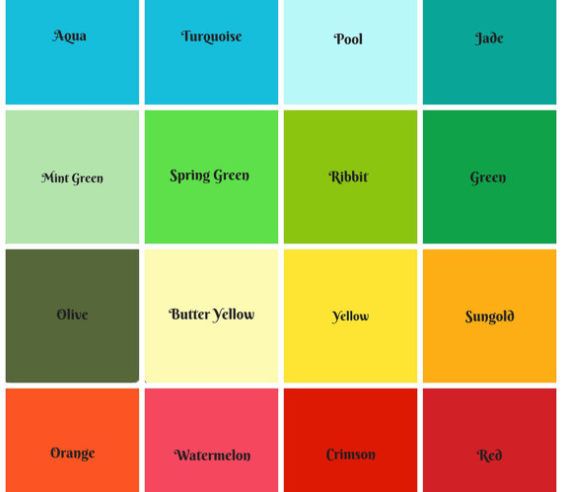 Aqua
Turquoise
Pool
Jade
Mint Green
Spring Green
Ribbit
Green
Olive
Butter Yellow
Yellow
Sungold
Orange
Watermelon
Crimson
Red